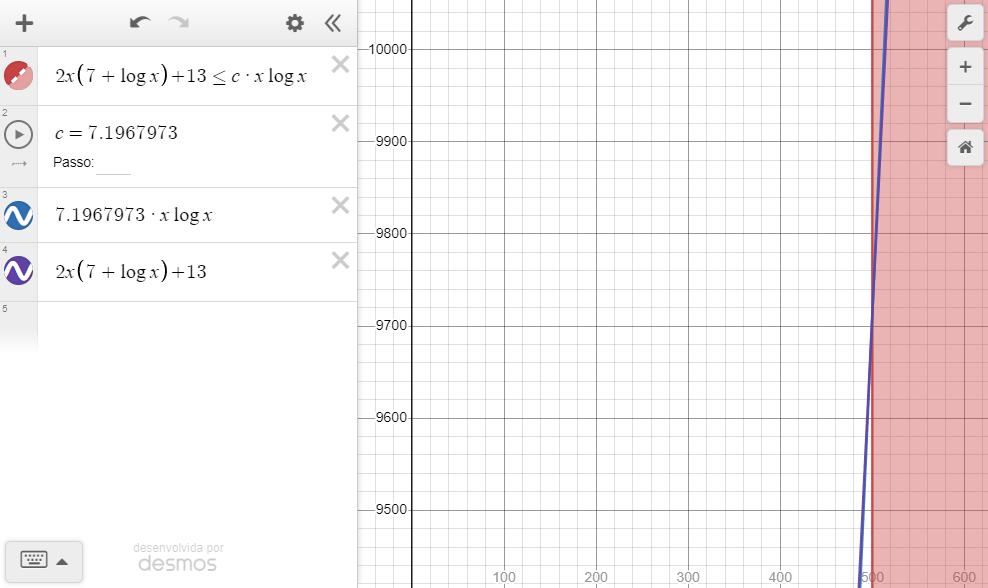 1
2x(7 + log x)+13 ≤ c · x log x
2
c = 7.1967973
Passo:
3
7.1967973 · x log x
4
2x(7 + log x)+13
5
desenvolvida por
desmos
10000
9900
9800
9700
9600
9500
100 200 300 400 500 600